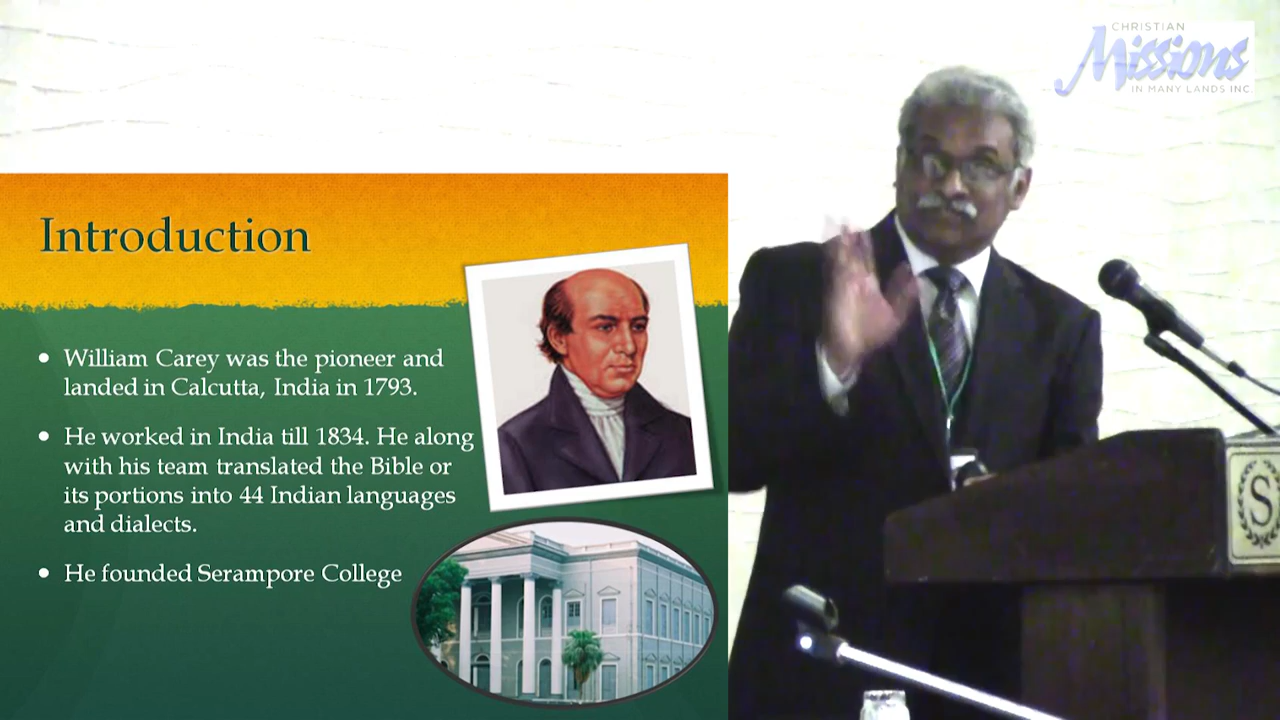 CHRISTIAN
Missions
IN MANY LANDS INC.
Introduction
• William Carey was the pioneer and
landed in Calcutta, India in 1793.
• He worked in India till 1834. He along
with his team translated the Bible or
its portions into 44 Indian languages
and dialects.
• He founded Serampore College
S